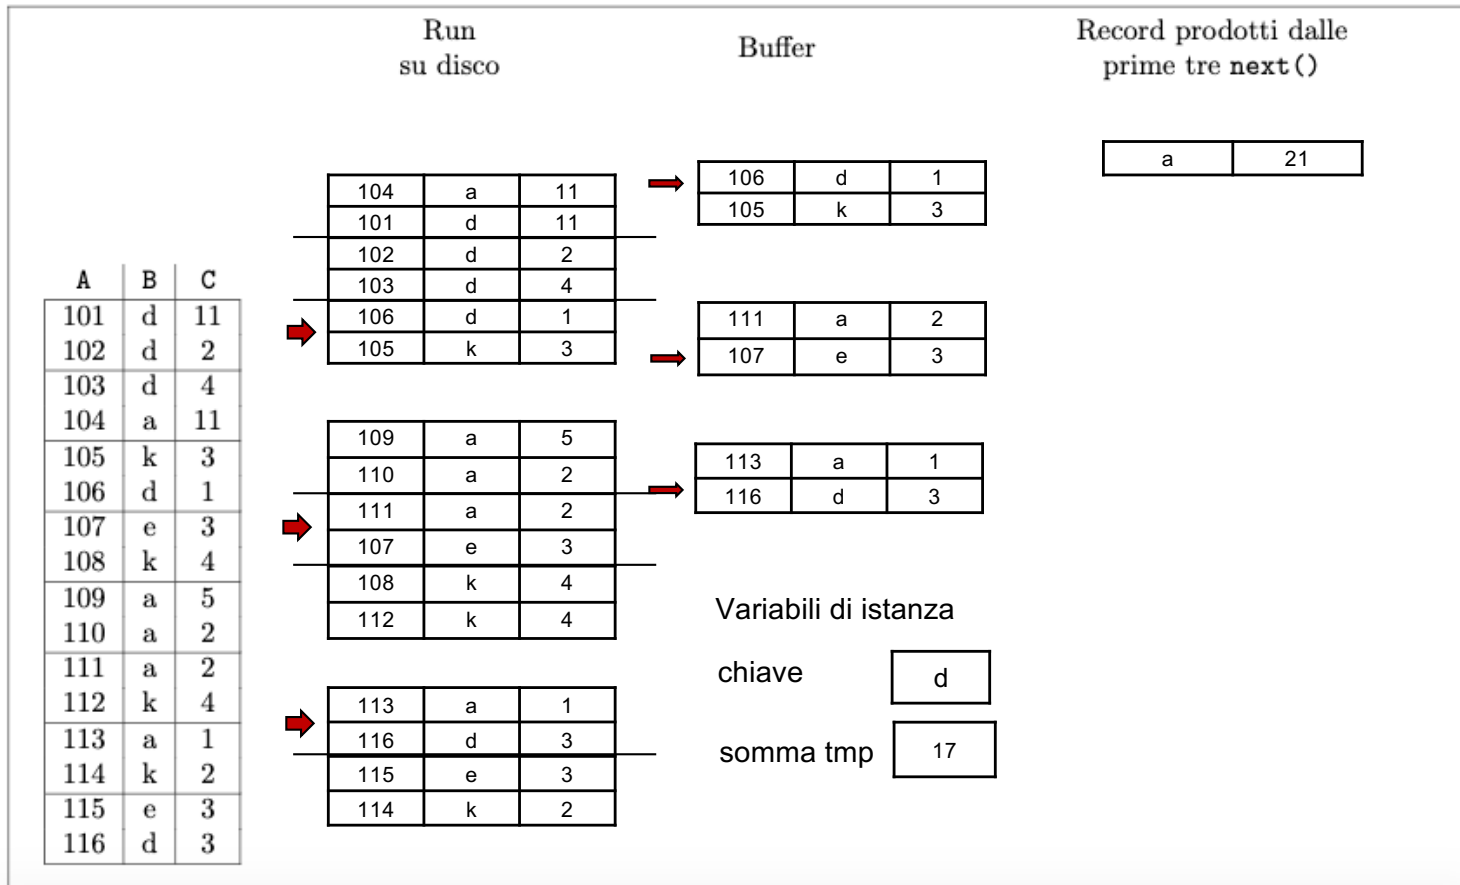 Run
su disco
Buffer
Record prodotti dalle
prime tre next()
A B C
101 d 11
102 d 2
103 d 4
104 a 11
105 k 3
106 d 1
107 e 3
108 k 4
109 a 5
110 a 2
111 a 2
112 k 4
113 a 1
114 k 2
115 e 3
116 d 3
104 a 11
101 d 11
102 d 2
103 d 4
106 d 1
105 k 3
109 a 5
110 a 2
111 a 2
107 e 3
108 k 4
112 k 4
113 a 1
116 d 3
115 e 3
114 k 2
106 d 1
105 k 3
111 a 2
107 e 3
113 a 1
116 d 3
Variabili di istanza
chiave d
somma tmp 17
a 21